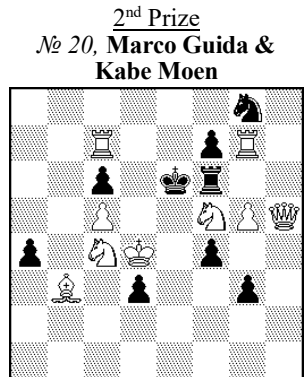 2nd Prize
№ 20, Marco Guida &
Kabe Moen